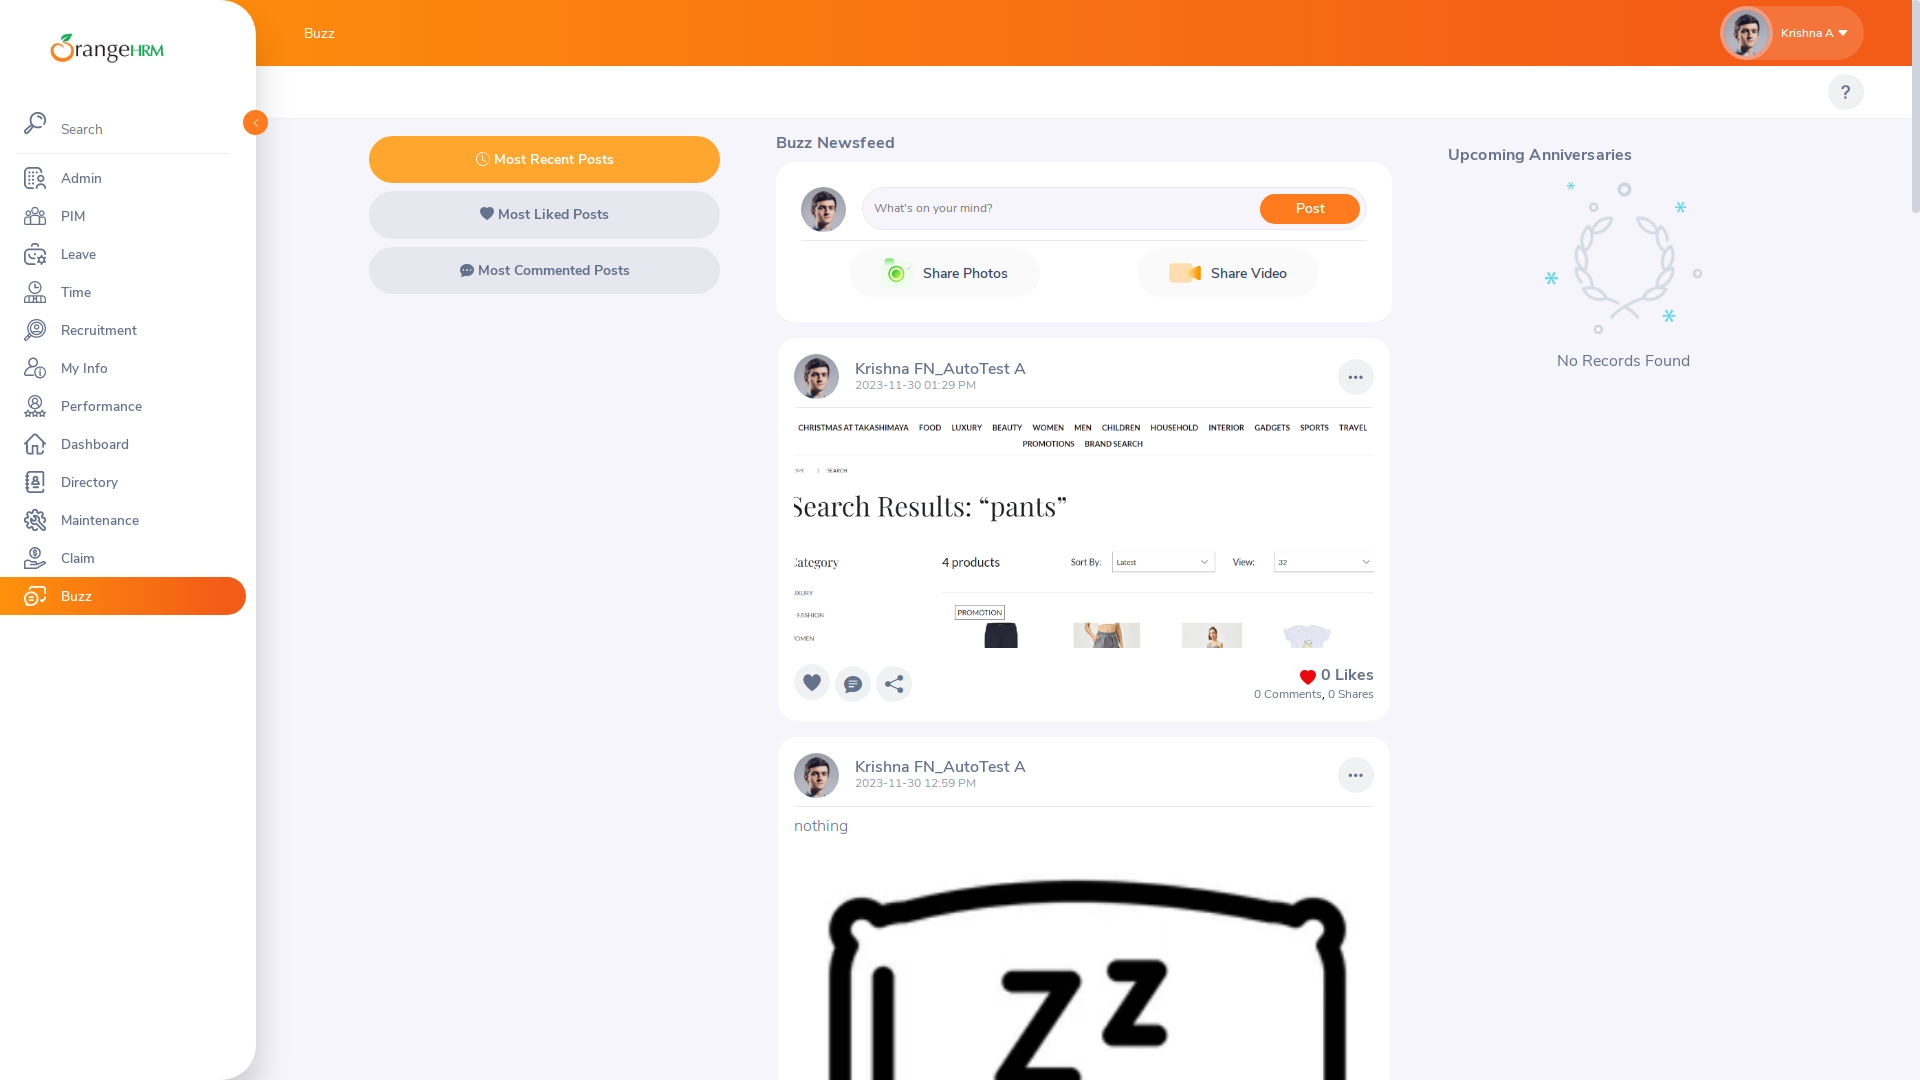 OrangeHRM
Search
Admin
PIM
Leave
Time
Recruitment
My Info
Performance
Dashboard
Directory
Maintenance
Claim
Buzz
Buzz
Krishna A
?
Most Recent Posts
Most Liked Posts
Most Commented Posts
Buzz Newsfeed
What's on your mind?
Post
Share Photos
Share Video
Krishna FN_AutoTest A
2023-11-30 01:29 PM
CHRISTMAS AT TAKASHIMAYA FOOD LUXURY BEAUTY WOMEN MEN CHILDREN HOUSEHOLD INTERIOR GADGETS SPORTS TRAVEL
PROMOTIONS BRAND SEARCH
OME > SEARCH
Search Results: “pants”
Category
4 products
Sort By: Latest
View: 32
UXURY
FASHION
WOMEN
PROMOTION
0 Likes
0 Comments, 0 Shares
Krishna FN_AutoTest A
2023-11-30 12:59 PM
nothing
ZZ
Upcoming Anniversaries
No Records Found